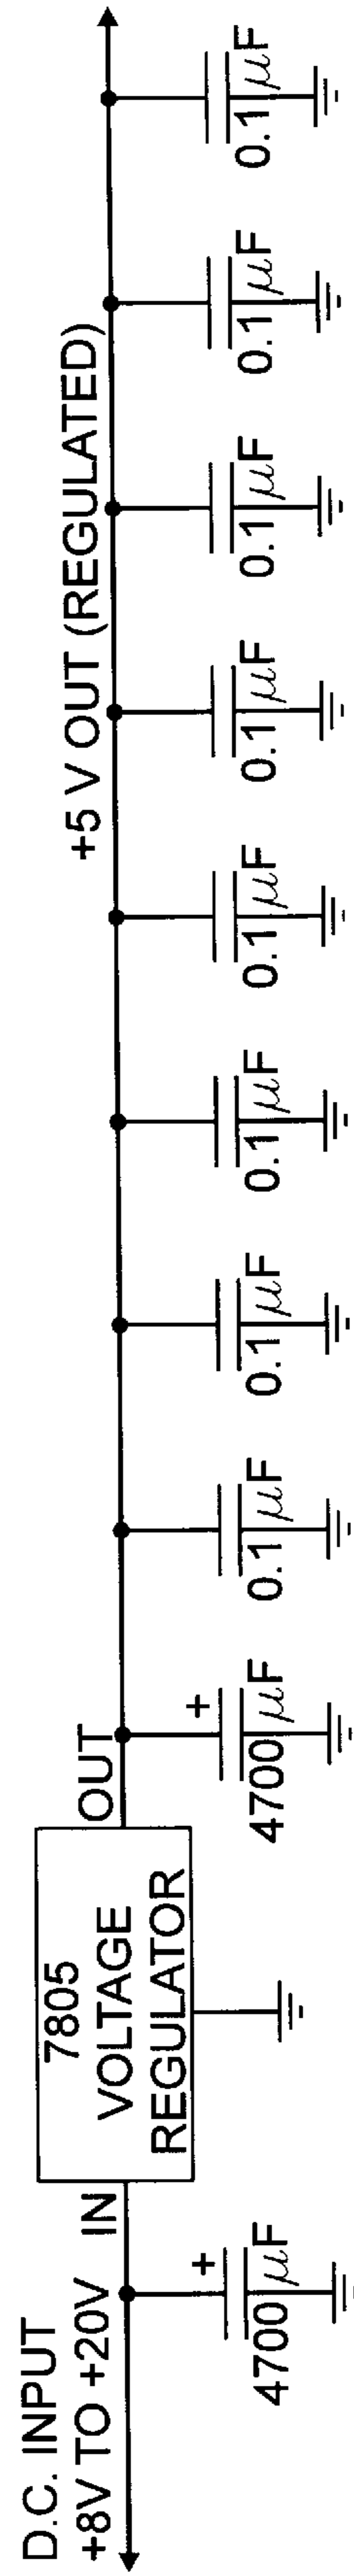 D.C. INPUT
+8V TO +20V
IN
+
4700 μF
7805
VOLTAGE
REGULATOR
OUT
+
4700 μF
+5 V OUT (REGULATED)
0.1 μF
0.1 μF
0.1 μF
0.1 μF
0.1 μF
0.1 μF
0.1 μF
0.1 μF